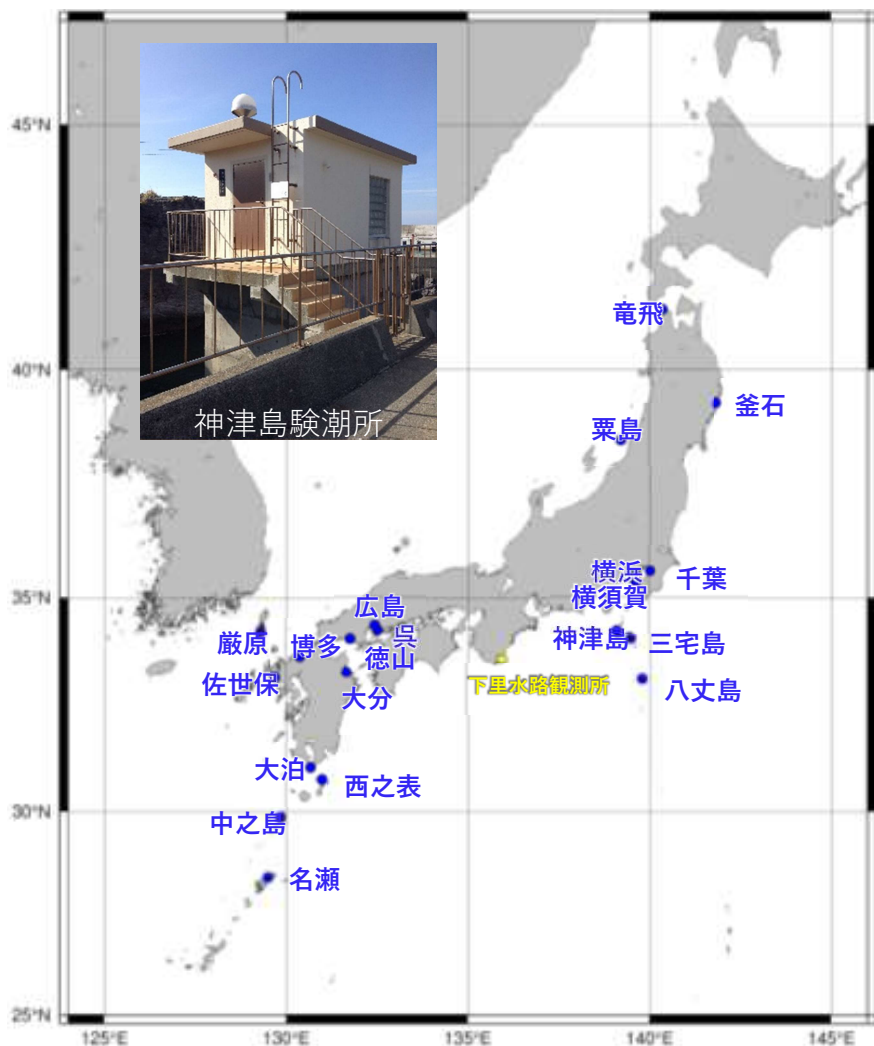 45°N
神津島験潮所
竜飛
40°N
釜石
粟島
横浜
千葉
35°N
横須賀
広島
呉
厳原
博多
徳山
神津島
三宅島
佐世保
大分
下里水路観測所
八丈島
大泊
西之表
30°N
中之島
名瀬
25°N
125°E
130°E
135°E
140°E
145°E